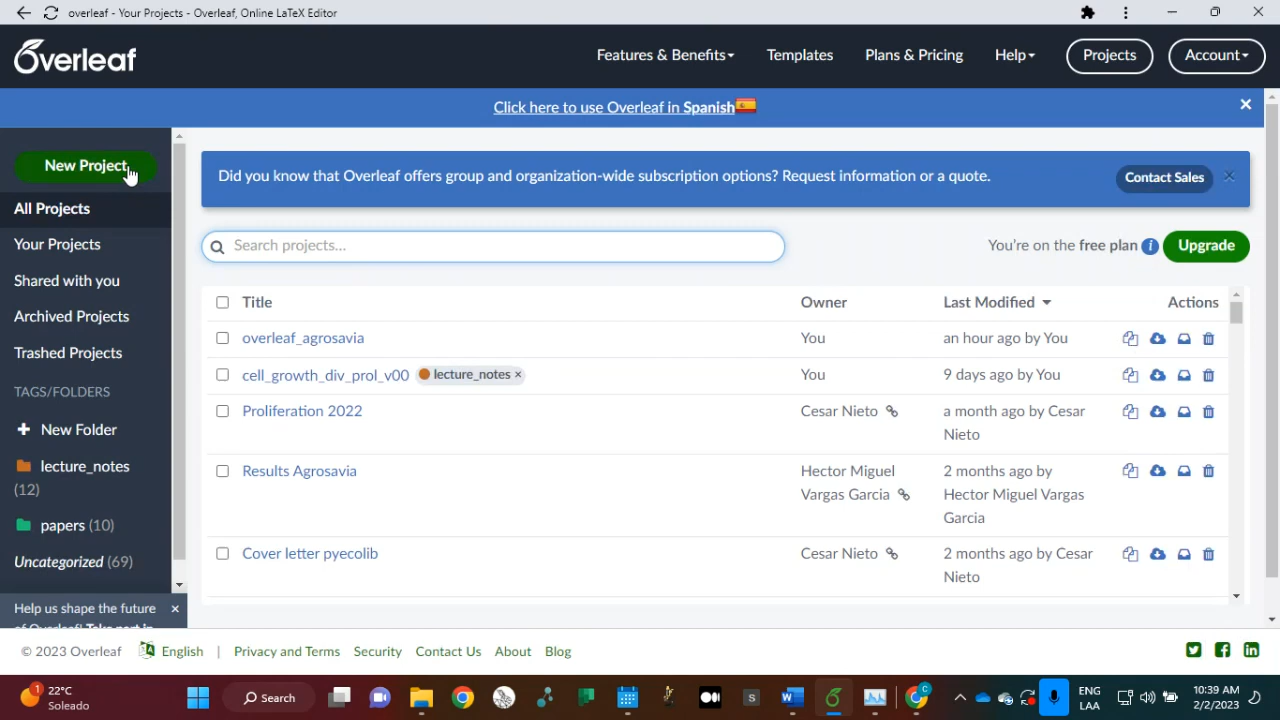 overleaf - Your Projects - Overleaf, Online LaTeX Editor
Overleaf
Features & Benefits
Templates
Plans & Pricing
Help
Projects
Account
Click here to use Overleaf in Spanish
New Project
All Projects
Your Projects
Shared with you
Archived Projects
Trashed Projects
TAGS/FOLDERS
New Folder
lecture_notes
(12)
papers (10)
Uncategorized (69)
Help us shape the future
of Overleaf! Take part in
Did you know that Overleaf offers group and organization-wide subscription options? Request information or a quote.
Contact Sales
Search projects...
You're on the free plan
Upgrade
Title Owner Last Modified Actions
overleaf_agrosavia You an hour ago by You
cell_growth_div_prol_v00 lecture_notes × You 9 days ago by You
Proliferation 2022 Cesar Nieto a month ago by Cesar
Nieto
Results Agrosavia Hector Miguel 2 months ago by
Vargas Garcia Hector Miguel Vargas
Garcia
Cover letter pyecolib Cesar Nieto 2 months ago by Cesar
Nieto
© 2023 Overleaf English | Privacy and Terms Security Contact Us About Blog
1
22°C
Soleado
Search
S
W
C
ENG
LAA
10:39 AM
2/2/2023